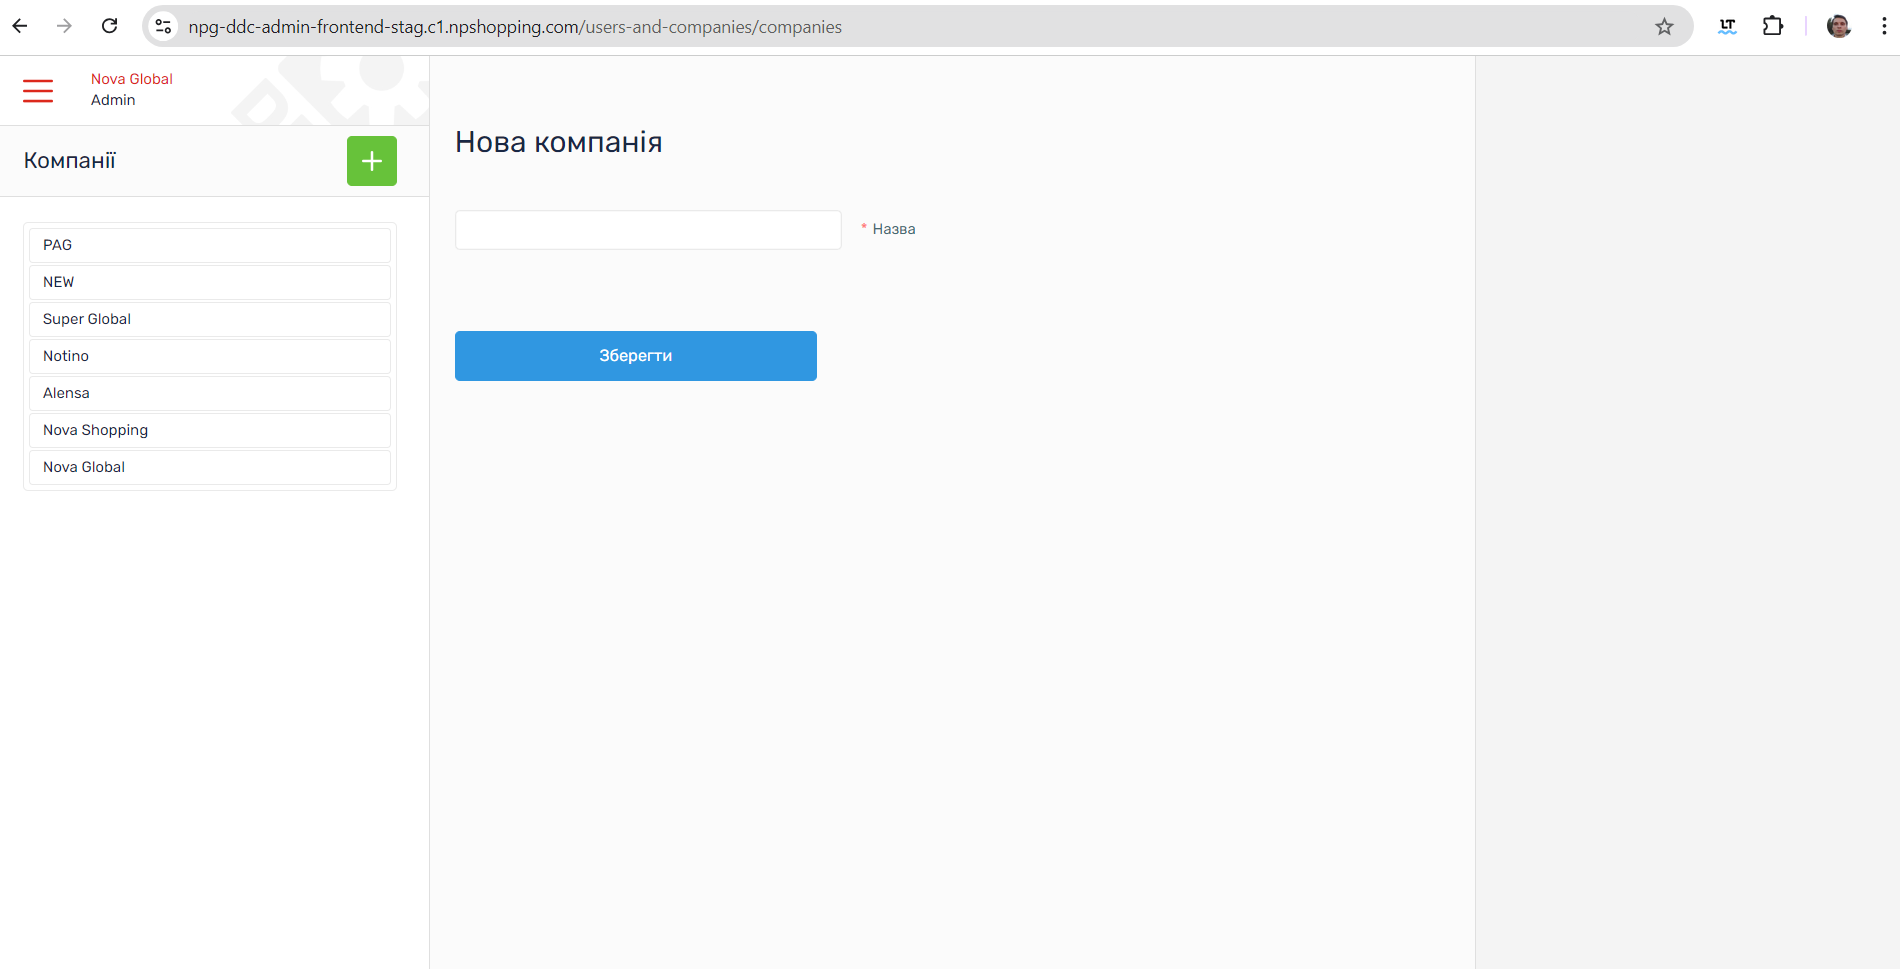 npg-ddc-admin-frontend-stag.c1.npshopping.com/users-and-companies/companies
LT
Nova Global
Admin
Компанії
PAG
NEW
Super Global
Notino
Alensa
Nova Shopping
Nova Global
Нова компанія
* Назва
Зберегти